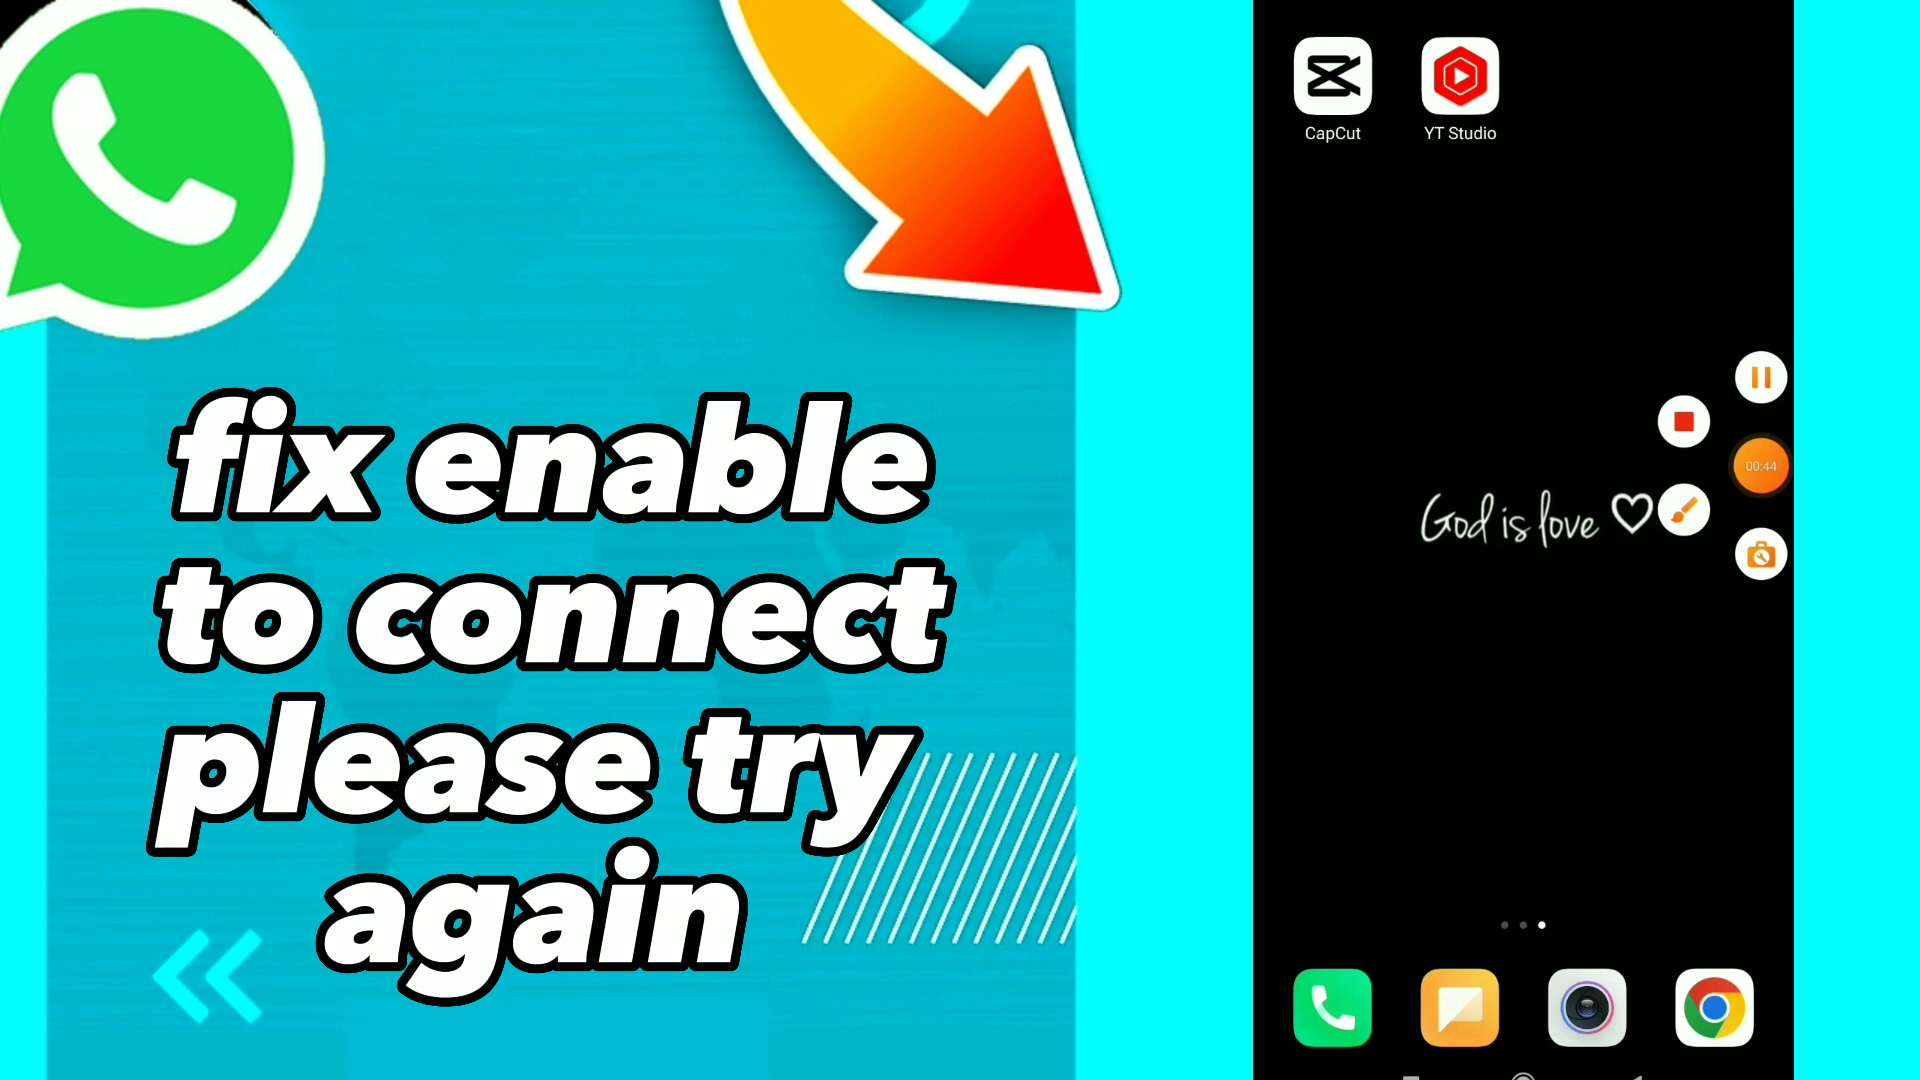 fix enable
to connect
please try
again
CapCut
YT Studio
00:44
God is love